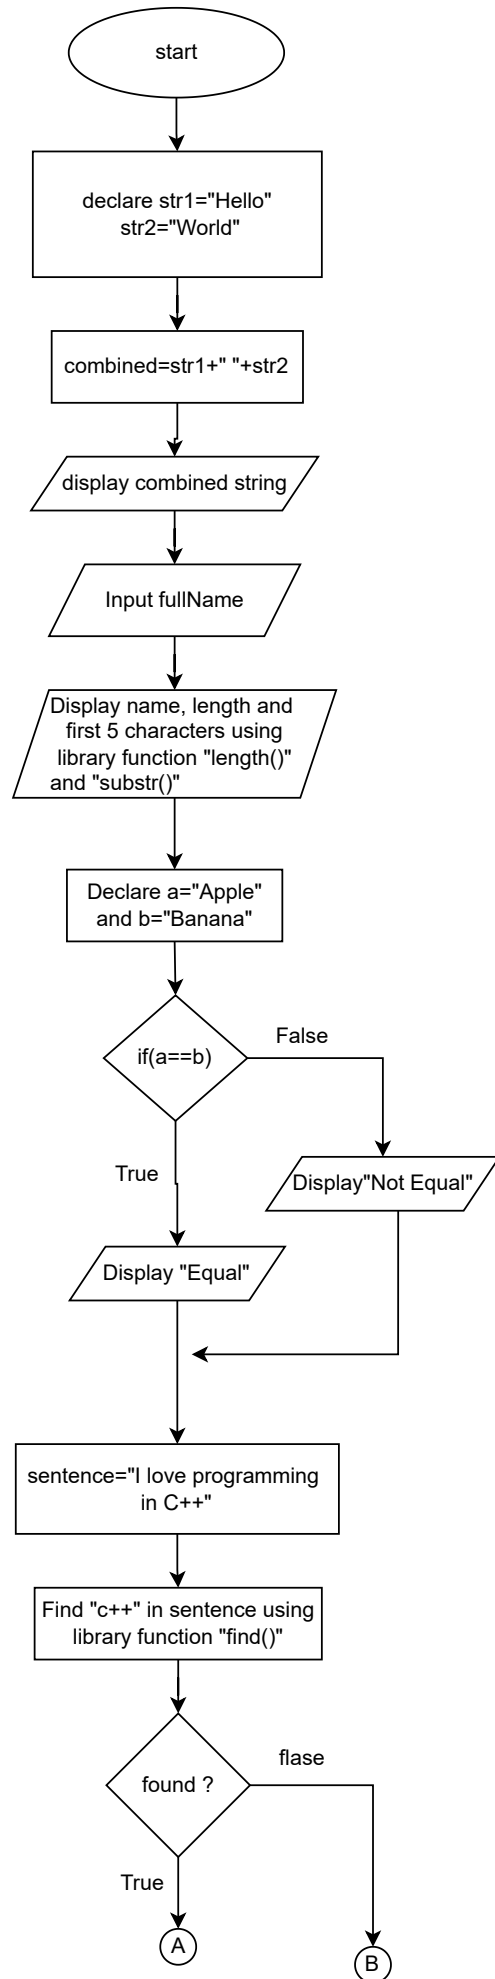 start
declare str1="Hello"
str2="World"
combined=str1+" "+str2
display combined string
Input fullName
Display name, length and
first 5 characters using
library function "length()"
and "substr()"
Declare a="Apple"
and b="Banana"
if(a==b)
False
True
Display"Not Equal"
Display "Equal"
sentence="I love programming
in C++"
Find "c++" in sentence using
library function "find()"
found ?
flase
True
A
B